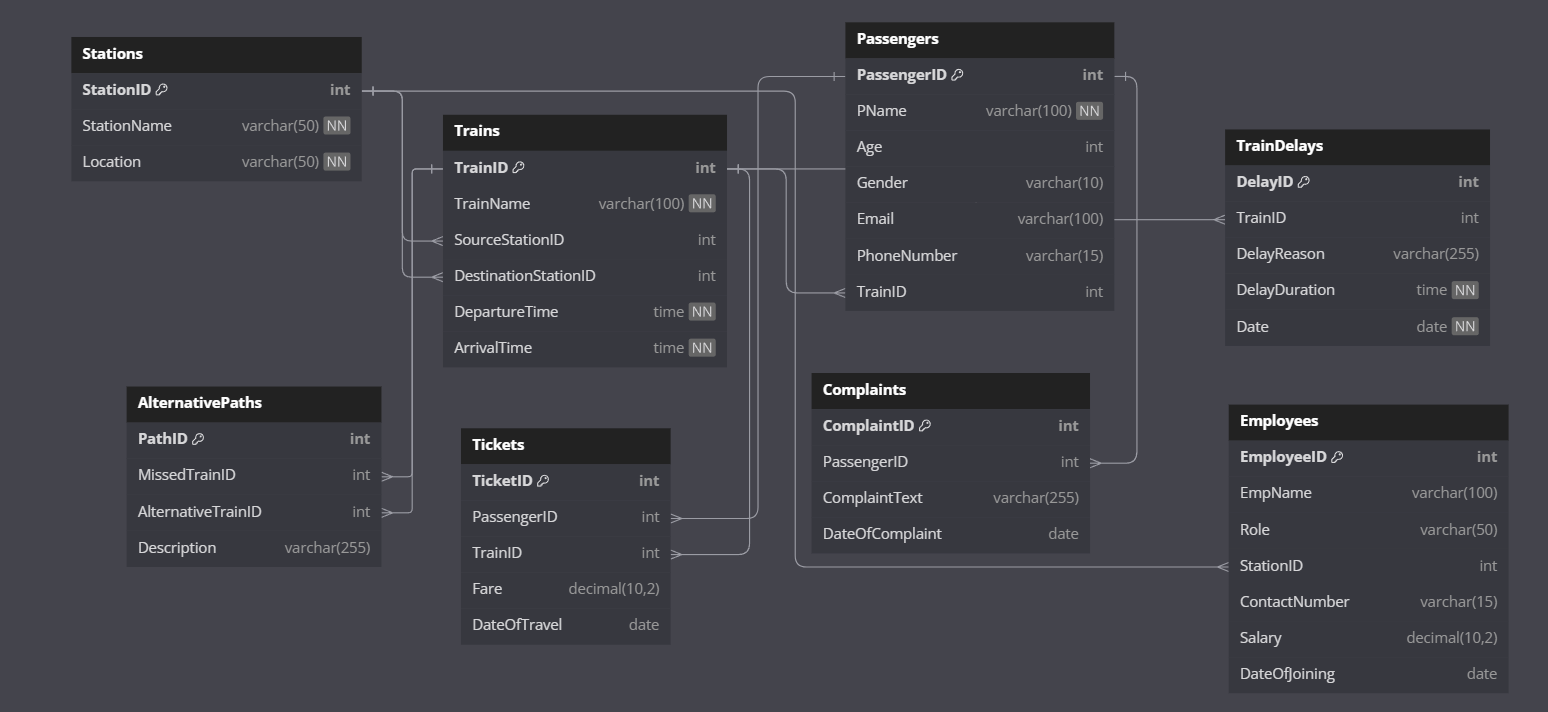 Stations
StationID int
StationName varchar(50) NN
Location varchar(50) NN
Trains
TrainID int
TrainName varchar(100) NN
SourceStationID int
DestinationStationID int
DepartureTime time NN
ArrivalTime time NN
Passengers
PassengerID int
PName varchar(100) NN
Age int
Gender varchar(10)
Email varchar(100)
PhoneNumber varchar(15)
TrainID int
TrainDelays
DelayID int
TrainID int
DelayReason varchar(255)
DelayDuration time NN
Date date NN
AlternativePaths
PathID int
MissedTrainID int
AlternativeTrainID int
Description varchar(255)
Tickets
TicketID int
PassengerID int
TrainID int
Fare decimal(10,2)
DateOfTravel date
Complaints
ComplaintID int
PassengerID int
ComplaintText varchar(255)
DateOfComplaint date
Employees
EmployeeID int
EmpName varchar(100)
Role varchar(50)
StationID int
ContactNumber varchar(15)
Salary decimal(10,2)
DateOfJoining date